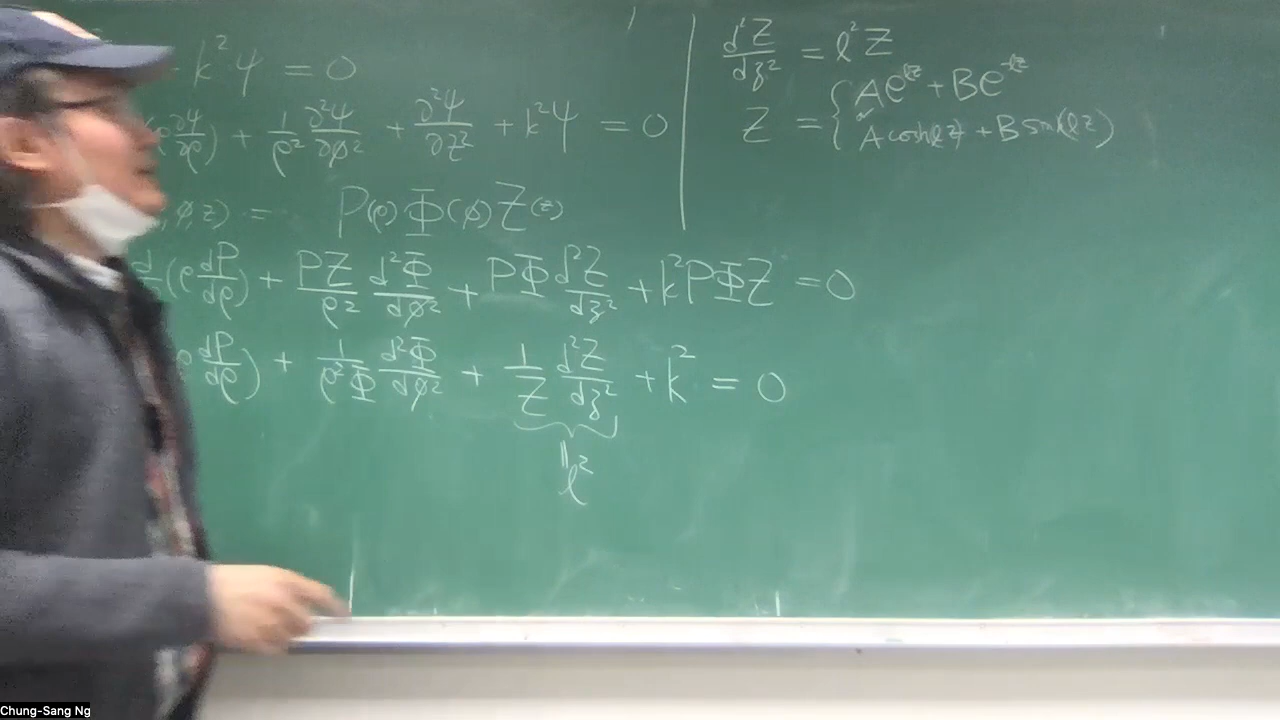 k²ψ = 0
(ρ ∂ψ/∂ρ) + 1/ρ² ∂²ψ/∂φ² + ∂²ψ/∂z² + k²ψ = 0
φ, z) = P(ρ) Φ(φ) Z(z)
(ρ dP/dρ) + PZ/ρ² d²Φ/dφ² + PΦ d²Z/dz² + k²PΦZ = 0
dP/dρ) + 1/ρ²Φ d²Φ/dφ² + 1/Z d²Z/dz² + k² = 0
ℓ²
d²Z/dz² = ℓ²Z
Z = { Ae^{ℓz} + Be^{-ℓz}
A cosh(ℓz) + B sinh(ℓz)
Chung-Sang Ng